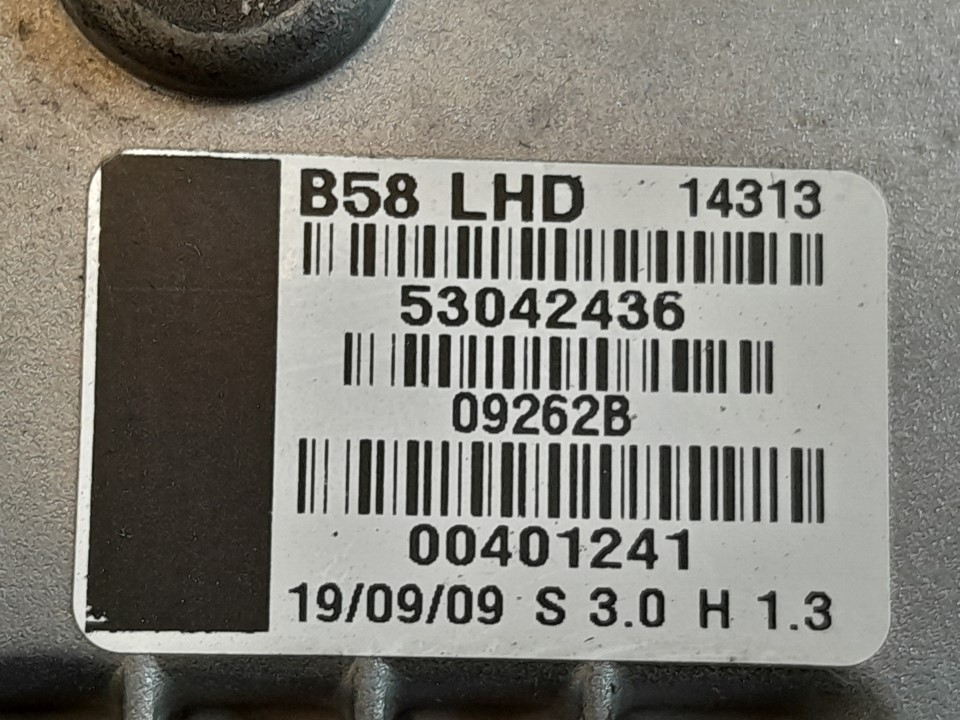 B58 LHD 14313
53042436
09262B
00401241
19/09/09 S 3.0 H 1.3